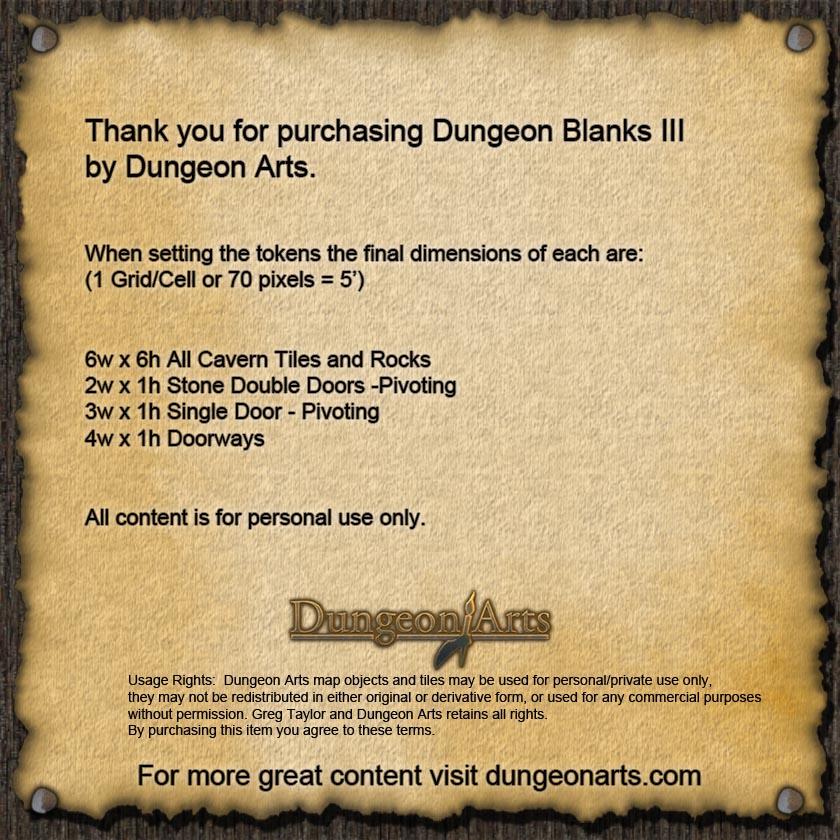 Thank you for purchasing Dungeon Blanks III
by Dungeon Arts.
When setting the tokens the final dimensions of each are:
(1 Grid/Cell or 70 pixels = 5’)
6w x 6h All Cavern Tiles and Rocks
2w x 1h Stone Double Doors -Pivoting
3w x 1h Single Door - Pivoting
4w x 1h Doorways
All content is for personal use only.
Dungeon Arts
Usage Rights:  Dungeon Arts map objects and tiles may be used for personal/private use only,
they may not be redistributed in either original or derivative form, or used for any commercial purposes
without permission. Greg Taylor and Dungeon Arts retains all rights.
By purchasing this item you agree to these terms.
For more great content visit dungeonarts.com